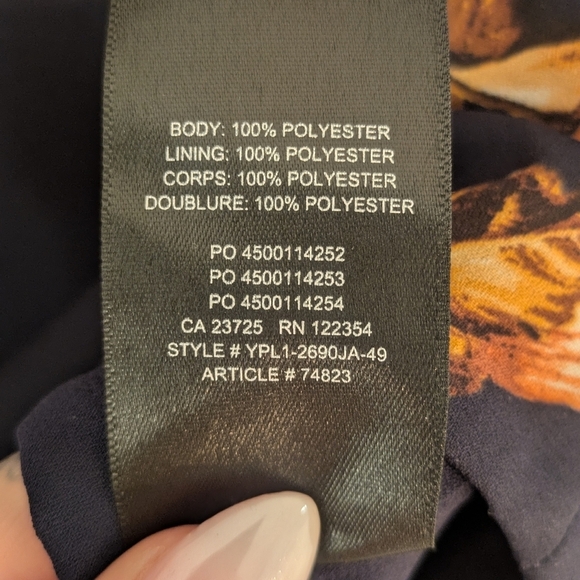 BODY: 100% POLYESTER
LINING: 100% POLYESTER
CORPS: 100% POLYESTER
DOUBLURE: 100% POLYESTER
PO 4500114252
PO 4500114253
PO 4500114254
CA 23725 RN 122354
STYLE # YPL1-2690JA-49
ARTICLE # 74823